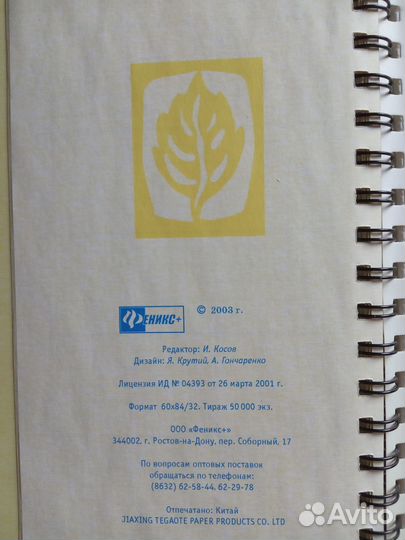 ФЕНИКС+ © 2003 г.
Редактор: И. Косов
Дизайн: Я. Крутий, А. Гончаренко
Лицензия ИД № 04393 от 26 марта 2001 г.
Формат 60х84/32. Тираж 50 000 экз.
ООО «Феникс+»
344002, г. Ростов-на-Дону, пер. Соборный, 17
По вопросам оптовых поставок
обращаться по телефонам:
(8632) 62-58-44, 62-29-78
Отпечатано: Китай
JIAXING TEGAOTE PAPER PRODUCTS CO. LTD
Avito